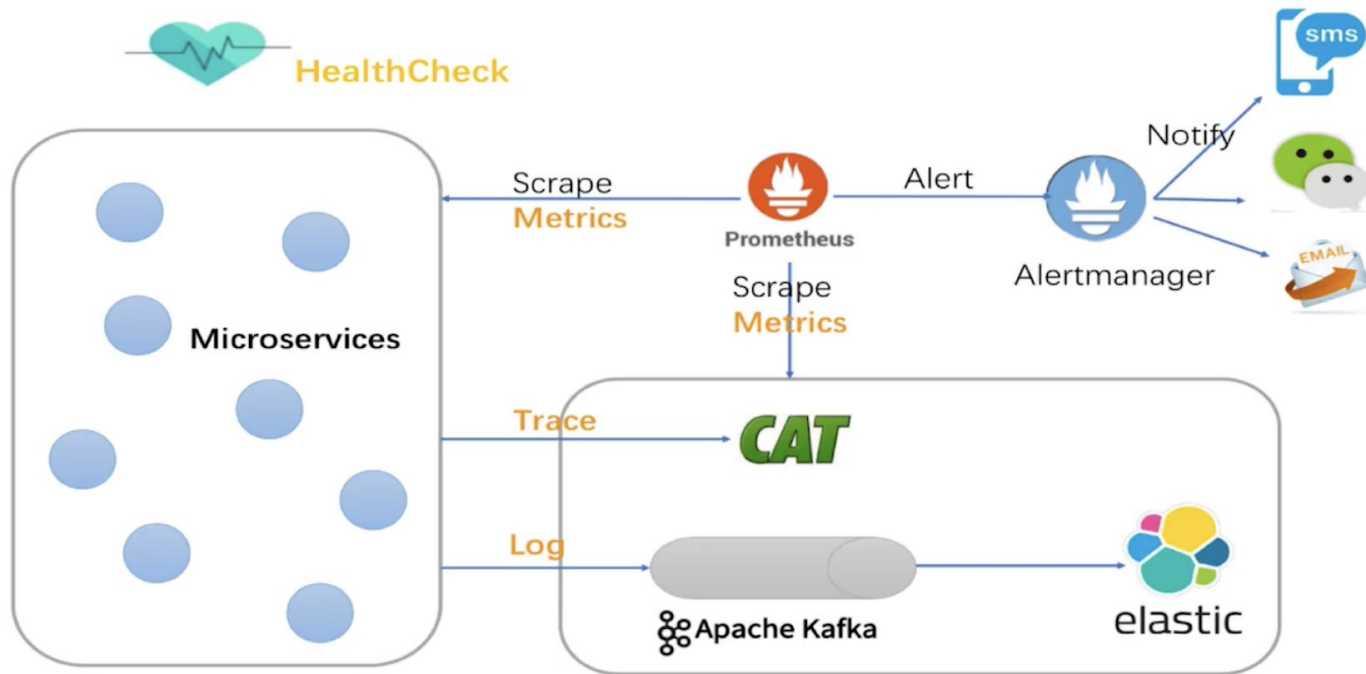 HealthCheck
sms
Notify
Scrape
Metrics
Alert
Prometheus
EMAIL
Alertmanager
Scrape
Metrics
Microservices
Trace
CAT
Log
Apache Kafka
elastic